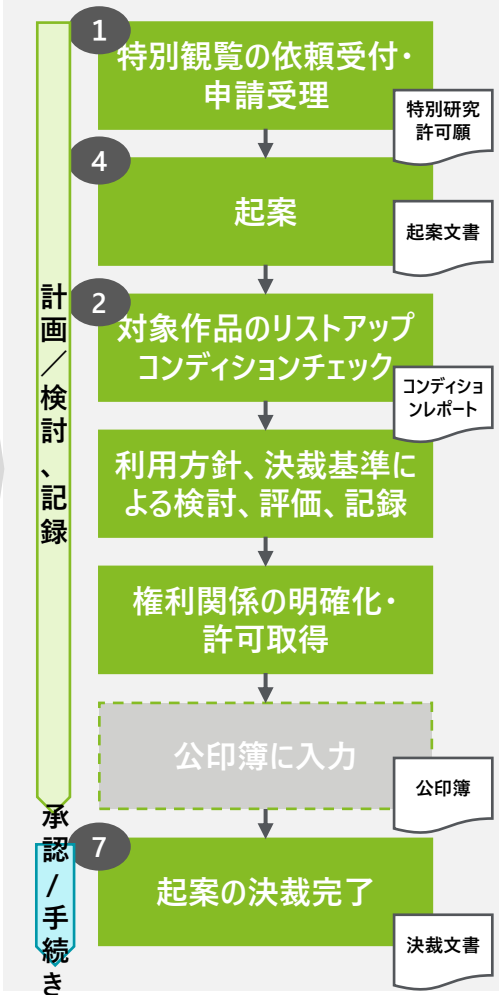 1
特別観覧の依頼受付・
申請受理
特別研究
許可願
4
起案
起案文書
2
対象作品のリストアップ
コンディションチェック
コンディショ
ンレポート
利用方針、決裁基準に
よる検討、評価、記録
権利関係の明確化・
許可取得
公印簿に入力
公印簿
7
起案の決裁完了
決裁文書
計画／検討、記録
承認/手続き